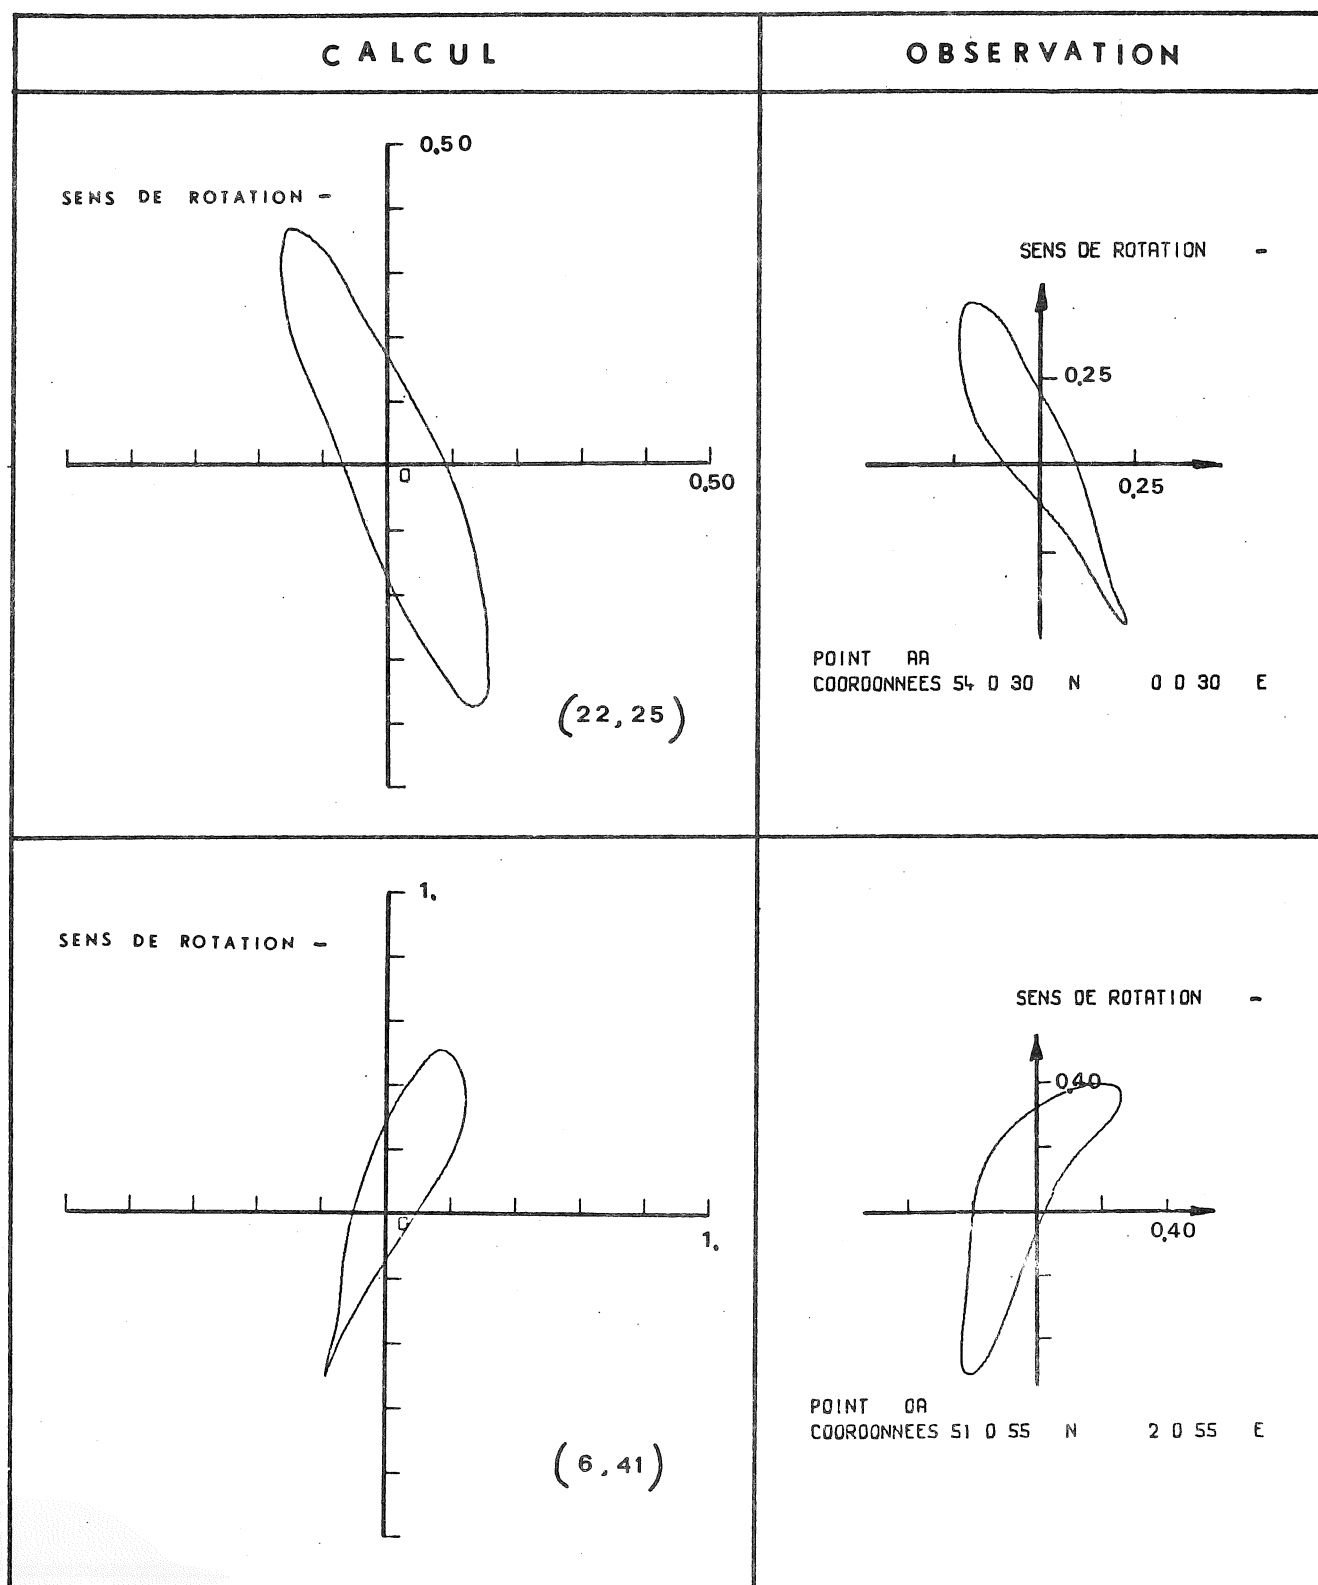 CALCUL
OBSERVATION
0,50
SENS DE ROTATION -
0
0,50
(22,25)
SENS DE ROTATION -
0,25
0,25
POINT AA
COORDONNEES 54 0 30 N 0 0 30 E
1.
SENS DE ROTATION -
0
1.
(6,41)
SENS DE ROTATION -
0,40
0,40
POINT OA
COORDONNEES 51 0 55 N 2 0 55 E